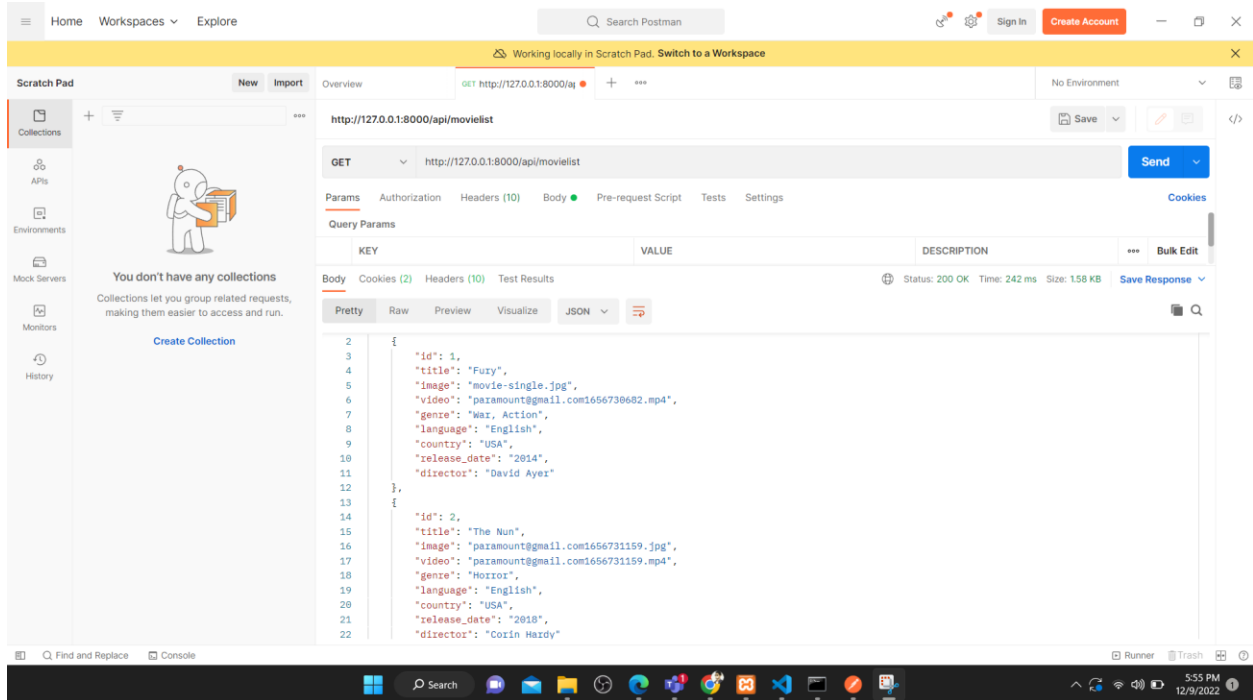 Home Workspaces Explore Search Postman Sign In Create Account
Working locally in Scratch Pad. Switch to a Workspace
Scratch Pad New Import Overview GET http://127.0.0.1:8000/a No Environment
Collections
http://127.0.0.1:8000/api/movielist Save
APIs
GET http://127.0.0.1:8000/api/movielist Send
Params Authorization Headers (10) Body Pre-request Script Tests Settings Cookies
Environments
Query Params
KEY VALUE DESCRIPTION Bulk Edit
Mock Servers
You don't have any collections
Collections let you group related requests,
making them easier to access and run.
Create Collection
Monitors
History
Body Cookies (2) Headers (10) Test Results Status: 200 OK Time: 242 ms Size: 1.58 KB Save Response
Pretty Raw Preview Visualize JSON
2 {
3 "id": 1,
4 "title": "Fury",
5 "image": "movie-single.jpg",
6 "video": "paramount@gmail.com1656730682.mp4",
7 "genre": "War, Action",
8 "language": "English",
9 "country": "USA",
10 "release_date": "2014",
11 "director": "David Ayer"
12 },
13 {
14 "id": 2,
15 "title": "The Nun",
16 "image": "paramount@gmail.com1656731159.jpg",
17 "video": "paramount@gmail.com1656731159.mp4",
18 "genre": "Horror",
19 "language": "English",
20 "country": "USA",
21 "release_date": "2018",
22 "director": "Corin Hardy"
Find and Replace Console Runner Trash
Search 5:55 PM
12/9/2022 1